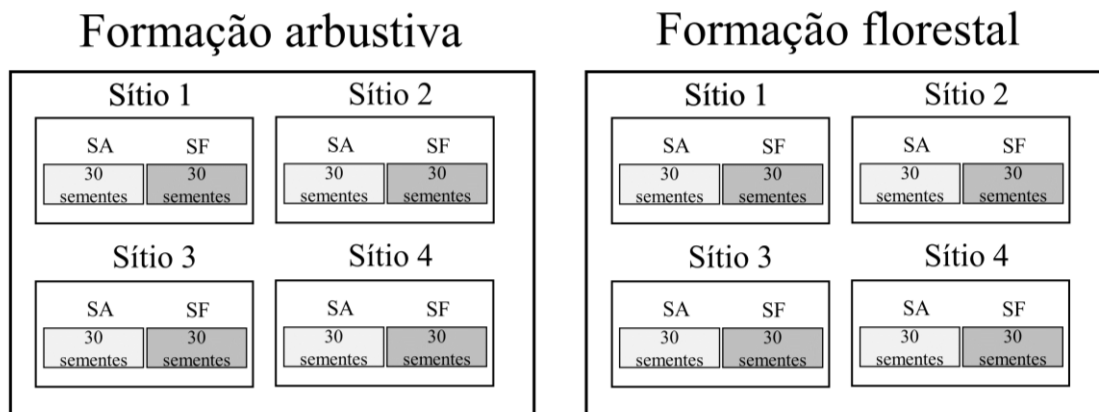 Formação arbustiva
Sítio 1
SA SF
30 sementes 30 sementes
Sítio 2
SA SF
30 sementes 30 sementes
Sítio 3
SA SF
30 sementes 30 sementes
Sítio 4
SA SF
30 sementes 30 sementes
Formação florestal
Sítio 1
SA SF
30 sementes 30 sementes
Sítio 2
SA SF
30 sementes 30 sementes
Sítio 3
SA SF
30 sementes 30 sementes
Sítio 4
SA SF
30 sementes 30 sementes